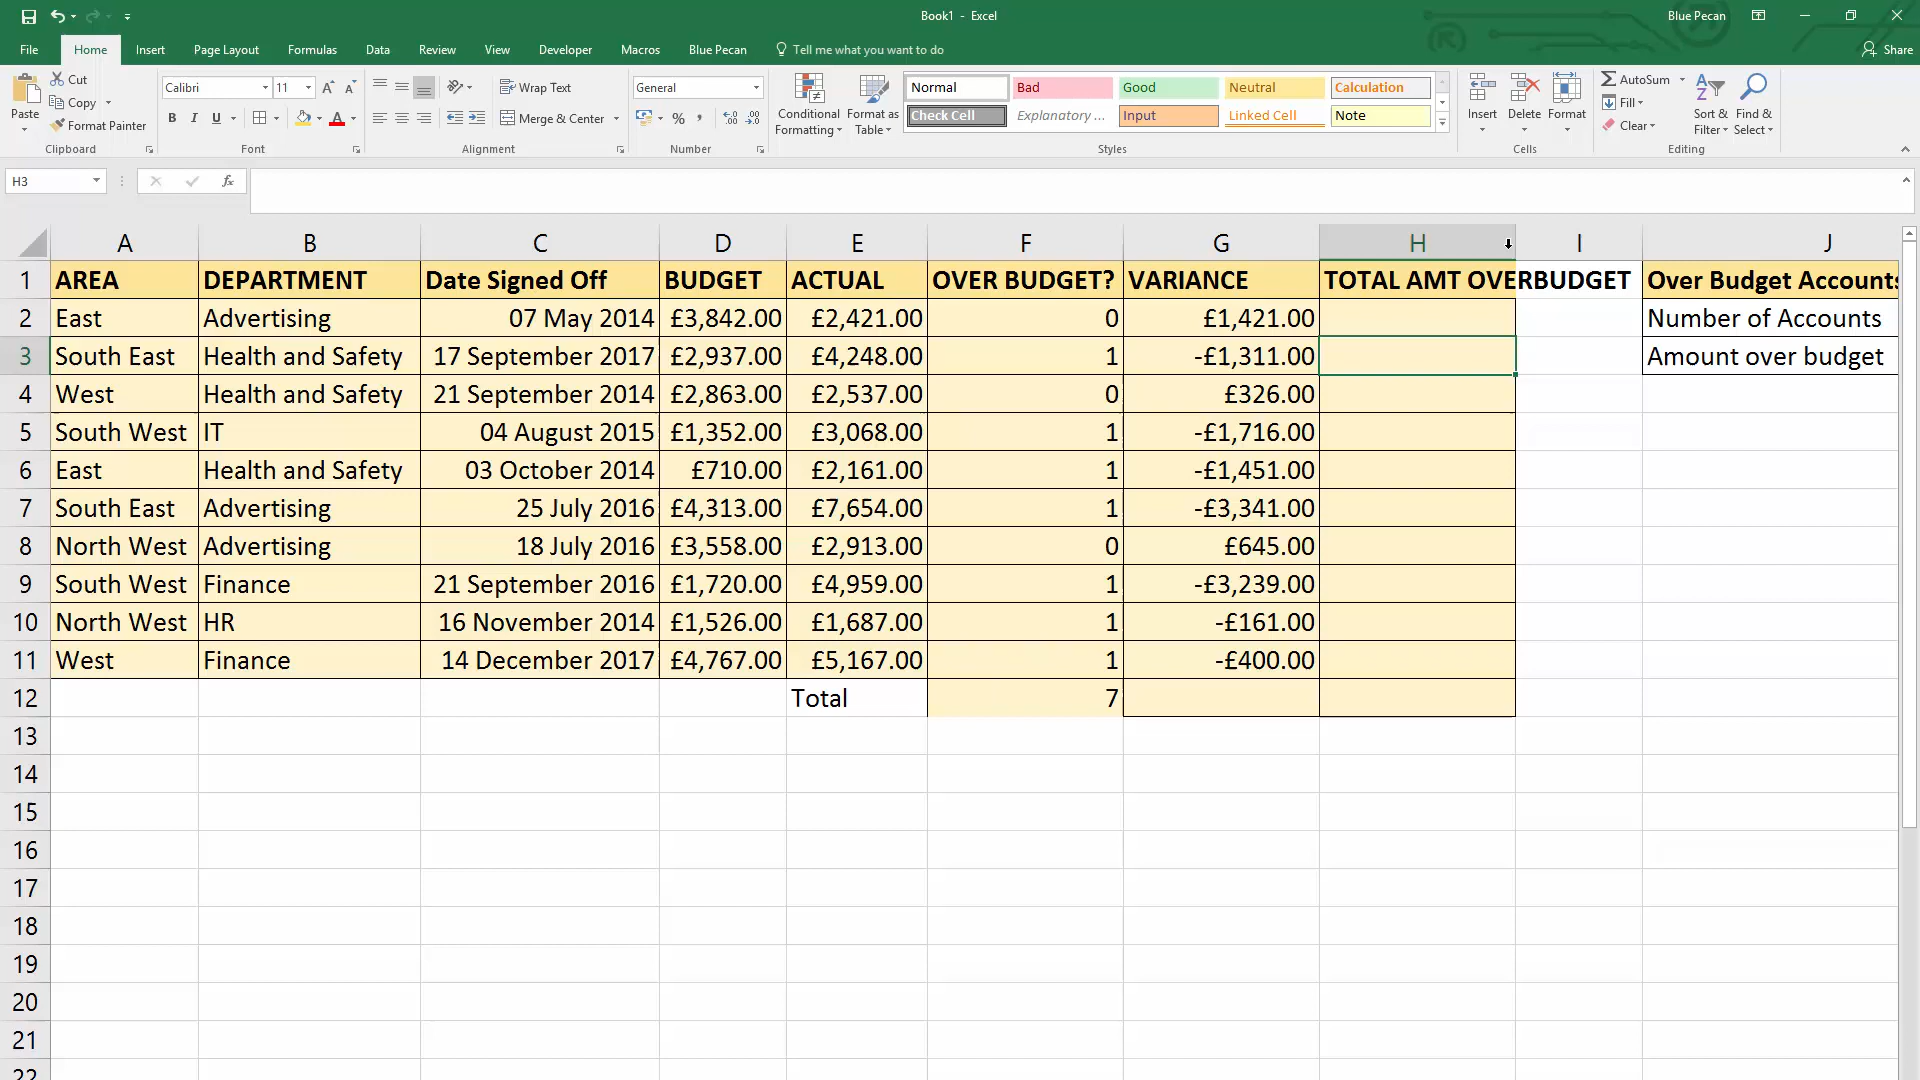 Book1 - Excel
Blue Pecan
File Home Insert Page Layout Formulas Data Review View Developer Macros Blue Pecan Tell me what you want to do Share
Paste
Cut
Copy
Format Painter
Clipboard
Calibri 11
B I U A
Font
Wrap Text
Merge & Center
Alignment
General
%
Number
Conditional Formatting
Format as Table
Normal Bad Good Neutral Calculation
Check Cell Explanatory ... Input Linked Cell Note
Styles
Insert Delete Format
Cells
AutoSum
Fill
Clear
Sort & Filter
Find & Select
Editing
H3 fx
A B C D E F G H I J
1 AREA DEPARTMENT Date Signed Off BUDGET ACTUAL OVER BUDGET? VARIANCE TOTAL AMT OVERBUDGET Over Budget Accounts
2 East Advertising 07 May 2014 £3,842.00 £2,421.00 0 £1,421.00 Number of Accounts
3 South East Health and Safety 17 September 2017 £2,937.00 £4,248.00 1 -£1,311.00 Amount over budget
4 West Health and Safety 21 September 2014 £2,863.00 £2,537.00 0 £326.00
5 South West IT 04 August 2015 £1,352.00 £3,068.00 1 -£1,716.00
6 East Health and Safety 03 October 2014 £710.00 £2,161.00 1 -£1,451.00
7 South East Advertising 25 July 2016 £4,313.00 £7,654.00 1 -£3,341.00
8 North West Advertising 18 July 2016 £3,558.00 £2,913.00 0 £645.00
9 South West Finance 21 September 2016 £1,720.00 £4,959.00 1 -£3,239.00
10 North West HR 16 November 2014 £1,526.00 £1,687.00 1 -£161.00
11 West Finance 14 December 2017 £4,767.00 £5,167.00 1 -£400.00
12 Total 7
13
14
15
16
17
18
19
20
21
22